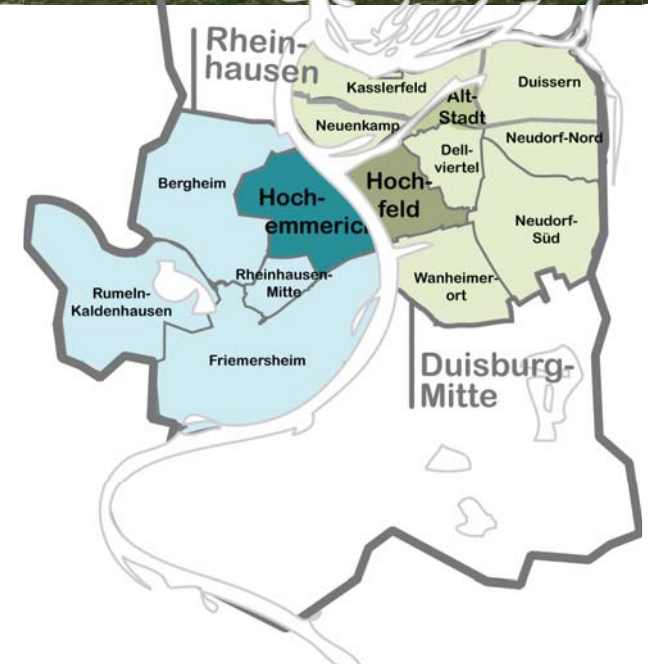 Rhein-
hausen
Kasslerfeld
Duissern
Alt-
Stadt
Neuenkamp
Neudorf-Nord
Dell-
viertel
Bergheim
Hoch-
emmerich
Hoch-
feld
Neudorf-
Süd
Rheinhausen-
Mitte
Wanheimer-
ort
Rumeln-
Kaldenhausen
Friemersheim
Duisburg-
Mitte